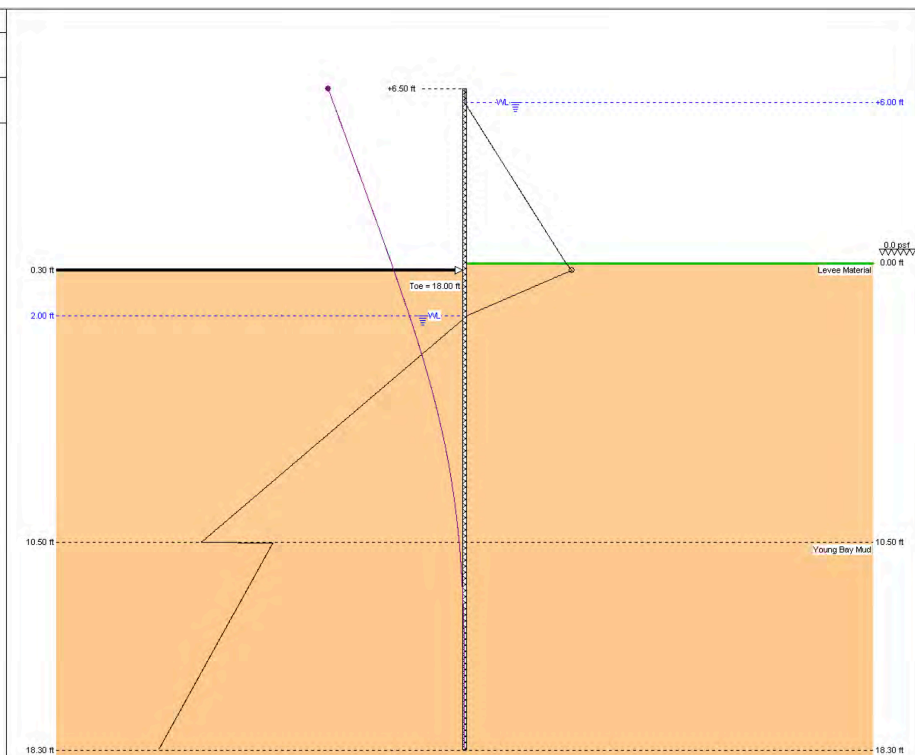 +6.50 ft
WL
+6.00 ft
0.0 psf
0.00 ft
0.30 ft
Levee Material
Toe = 18.00 ft
2.00 ft
WL
10.50 ft
10.50 ft
Young Bay Mud
18.30 ft
18.30 ft